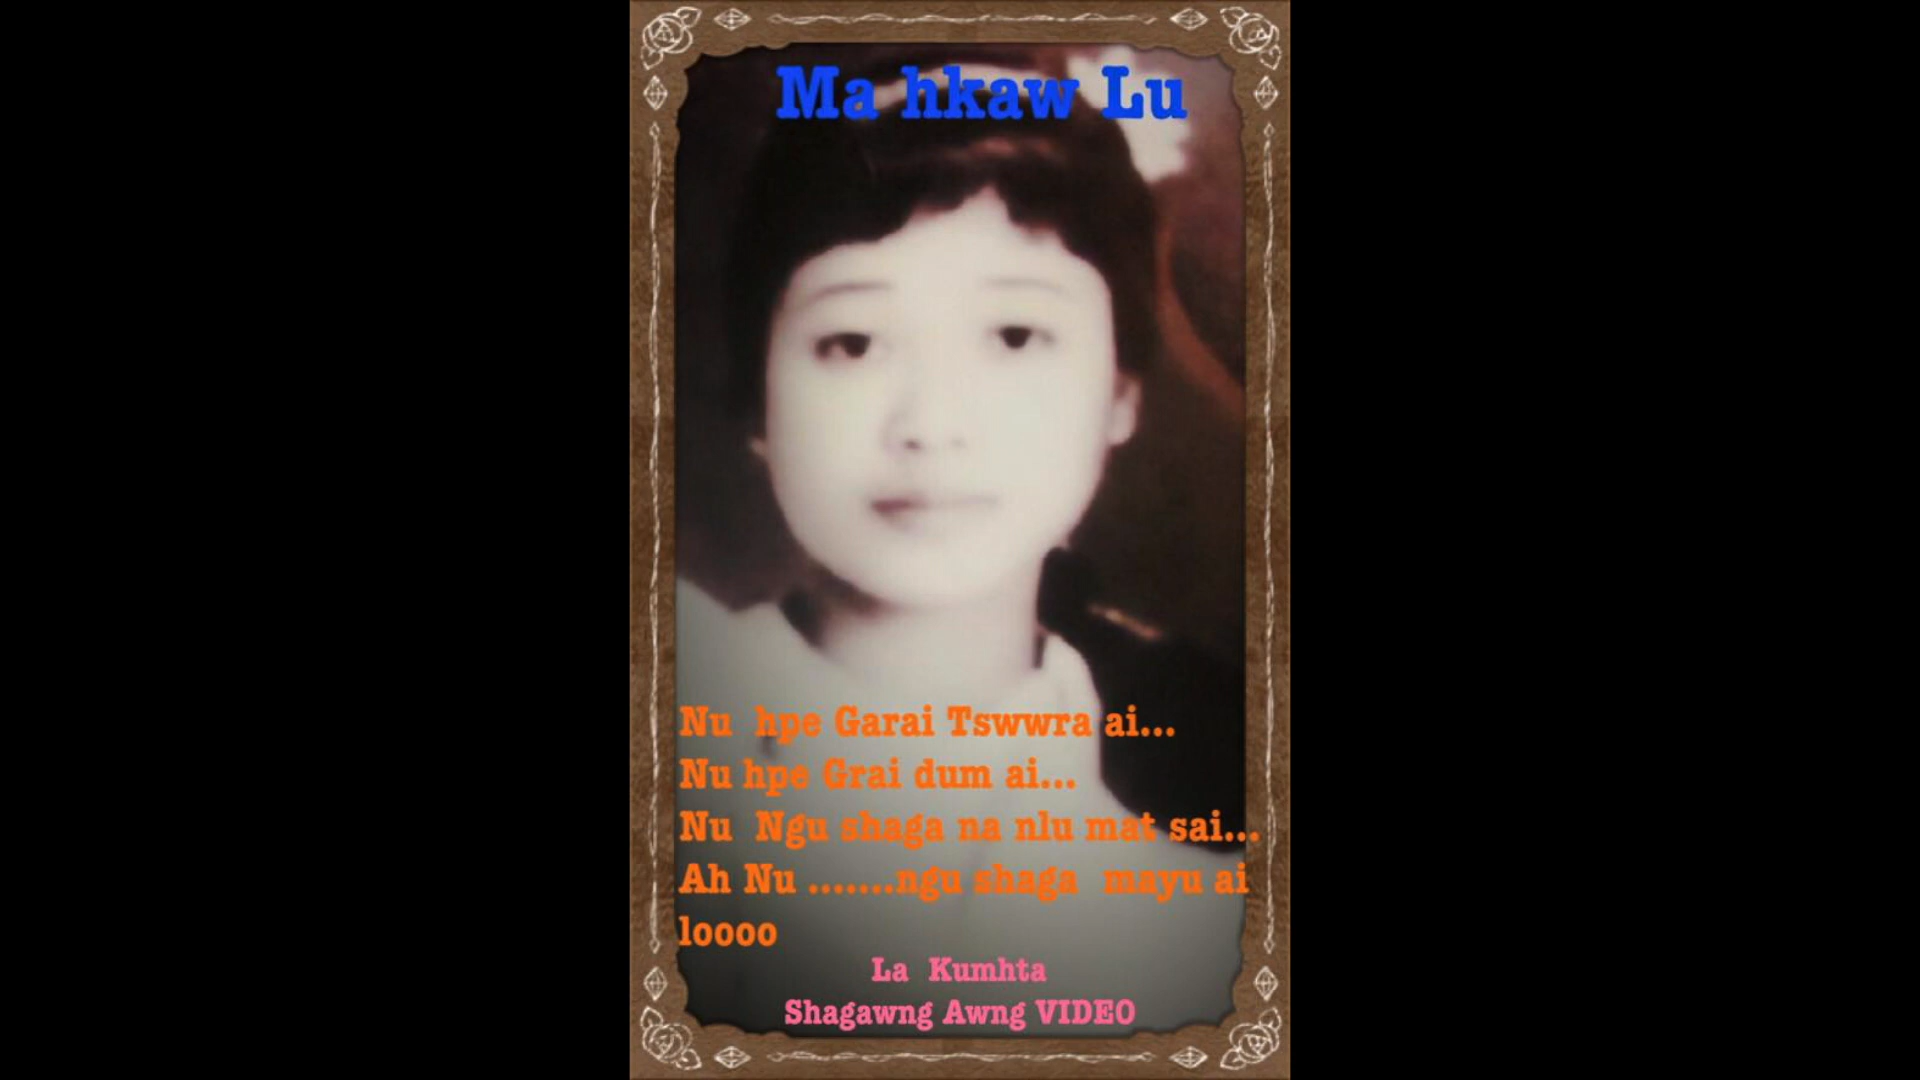 Ma hkaw Lu
Nu hpe Garai Tswwra ai...
Nu hpe Grai dum ai...
Nu Ngu shaga na nlu mat sai...
Ah Nu .......ngu shaga mayu ai
loooo
La Kumhta
Shagawng Awng VIDEO